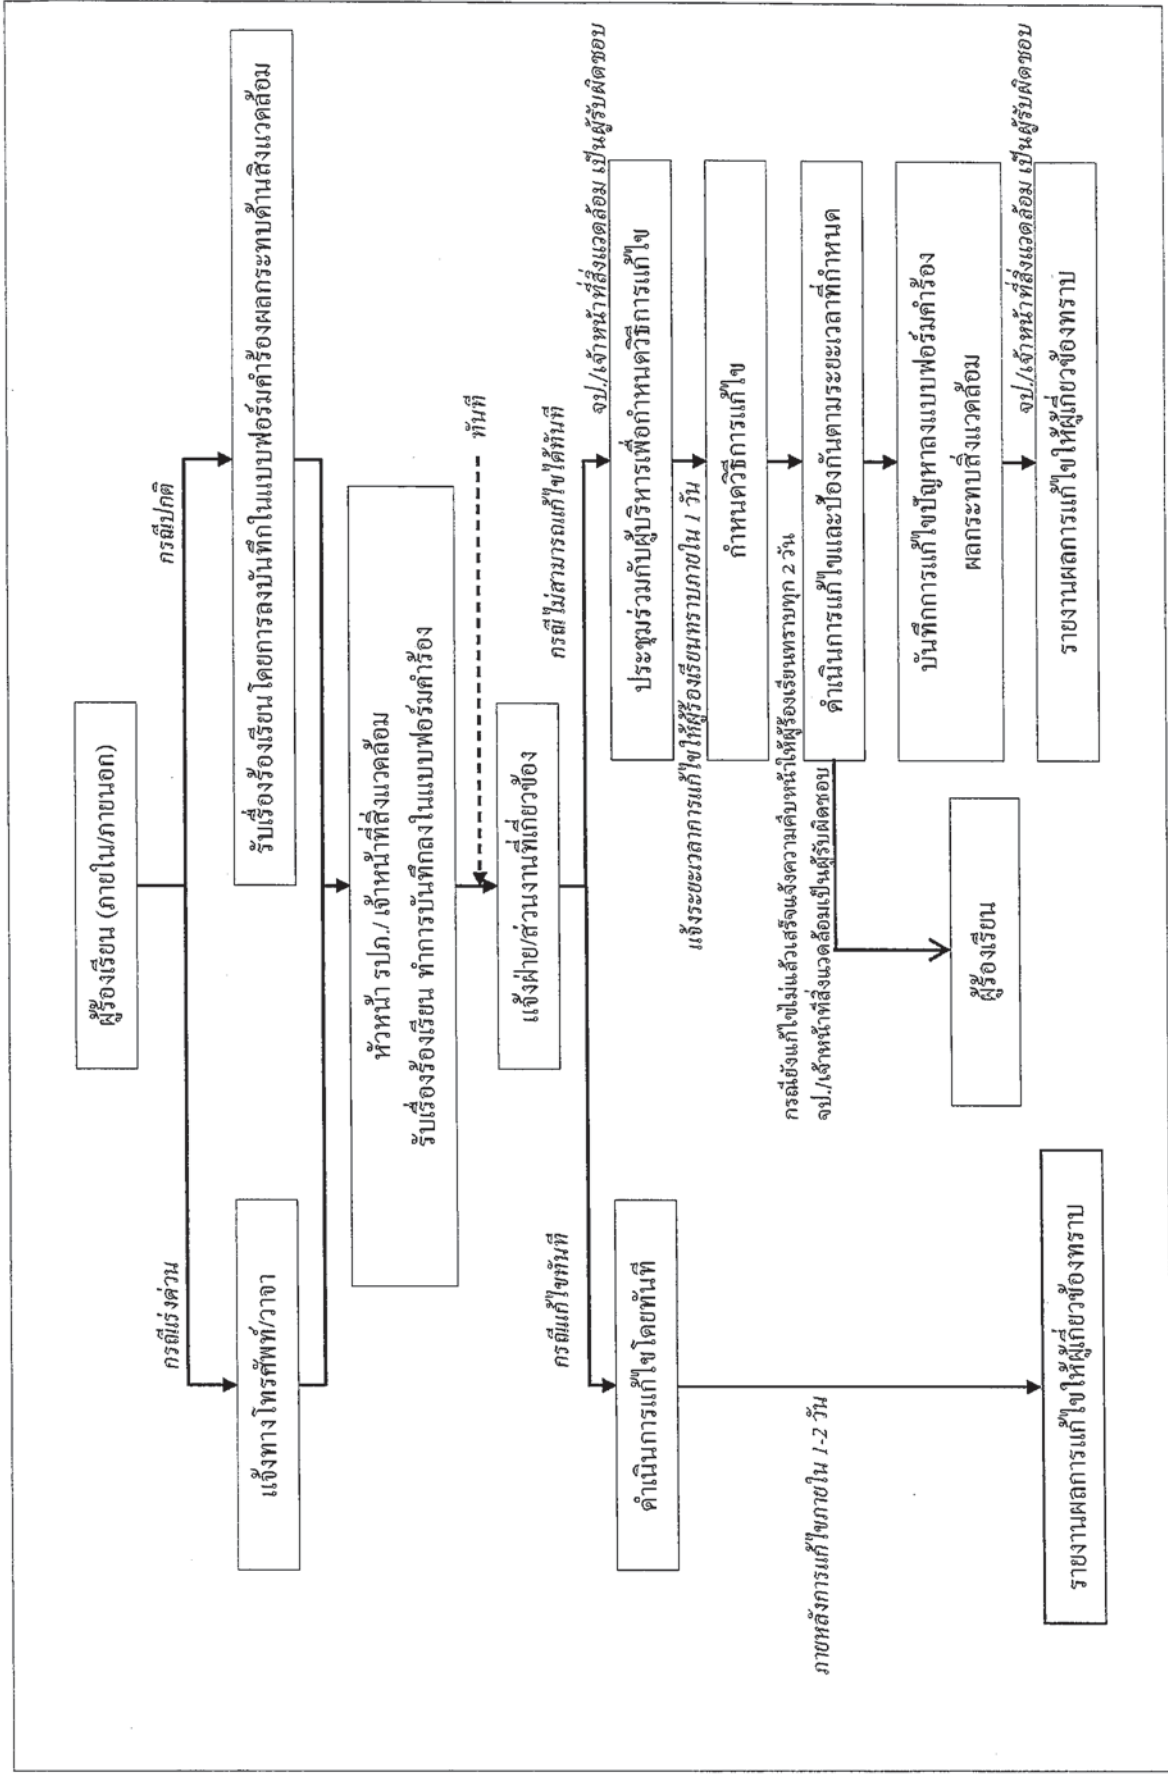 ผู้ร้องเรียน (ภายใน/ภายนอก)
กรณีเร่งด่วน
กรณีปกติ
แจ้งทางโทรศัพท์/วาจา
รับเรื่องร้องเรียน โดยการลงบันทึกในแบบฟอร์มคำร้องผลกระทบด้านสิ่งแวดล้อม
หัวหน้า รปภ./ เจ้าหน้าที่สิ่งแวดล้อม
รับเรื่องร้องเรียน ทำการบันทึกลงในแบบฟอร์มคำร้อง
ทันที
แจ้งฝ่าย/ส่วนงานที่เกี่ยวข้อง
กรณีแก้ไขทันที
กรณีไม่สามารถแก้ไขได้ทันที
จป./เจ้าหน้าที่สิ่งแวดล้อม เป็นผู้รับผิดชอบ
ดำเนินการแก้ไขโดยทันที
ประชุมร่วมกับผู้บริหารเพื่อกำหนดวิธีการแก้ไข
แจ้งระยะเวลาการแก้ไขให้ผู้ร้องเรียนทราบภายใน 1 วัน
กำหนดวิธีการแก้ไข
กรณียังแก้ไขไม่แล้วเสร็จแจ้งความคืบหน้าให้ผู้ร้องเรียนทราบทุก 2 วัน
จป./เจ้าหน้าที่สิ่งแวดล้อมเป็นผู้รับผิดชอบ
ดำเนินการแก้ไขและป้องกันตามระยะเวลาที่กำหนด
ภายหลังการแก้ไขภายใน 1-2 วัน
ผู้ร้องเรียน
บันทึกการแก้ไขปัญหาลงแบบฟอร์มคำร้อง
ผลกระทบสิ่งแวดล้อม
จป./เจ้าหน้าที่สิ่งแวดล้อม เป็นผู้รับผิดชอบ
รายงานผลการแก้ไขให้ผู้เกี่ยวข้องทราบ
รายงานผลการแก้ไขให้ผู้เกี่ยวข้องทราบ